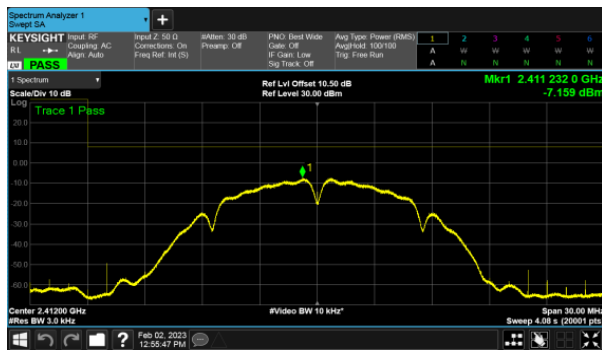 Spectrum Analyzer 1
Swept SA
+
KEYSIGHT Input: RF Input Z: 50 Ω #Atten: 30 dB PNO: Best Wide Avg Type: Power (RMS) 1 2 3 4 5 6
RL Coupling: AC Corrections: On Preamp: Off Gate: Off Avg|Hold: 100/100 A W W W W W
Align: Auto Freq Ref: Int (S) IF Gain: Low Trig: Free Run
LXI PASS Sig Track: Off A N N N N N
1 Spectrum Ref Lvl Offset 10.50 dB Mkr1 2.411 232 0 GHz
Scale/Div 10 dB Ref Level 30.00 dBm -7.159 dBm
Log
Trace 1 Pass
20.0
10.0
0.00
1
-10.0
-20.0
-30.0
-40.0
-50.0
-60.0
Center 2.41200 GHz #Video BW 10 kHz* Span 30.00 MHz
#Res BW 3.0 kHz Sweep 4.08 s (20001 pts)
? Feb 02, 2023
12:55:47 PM